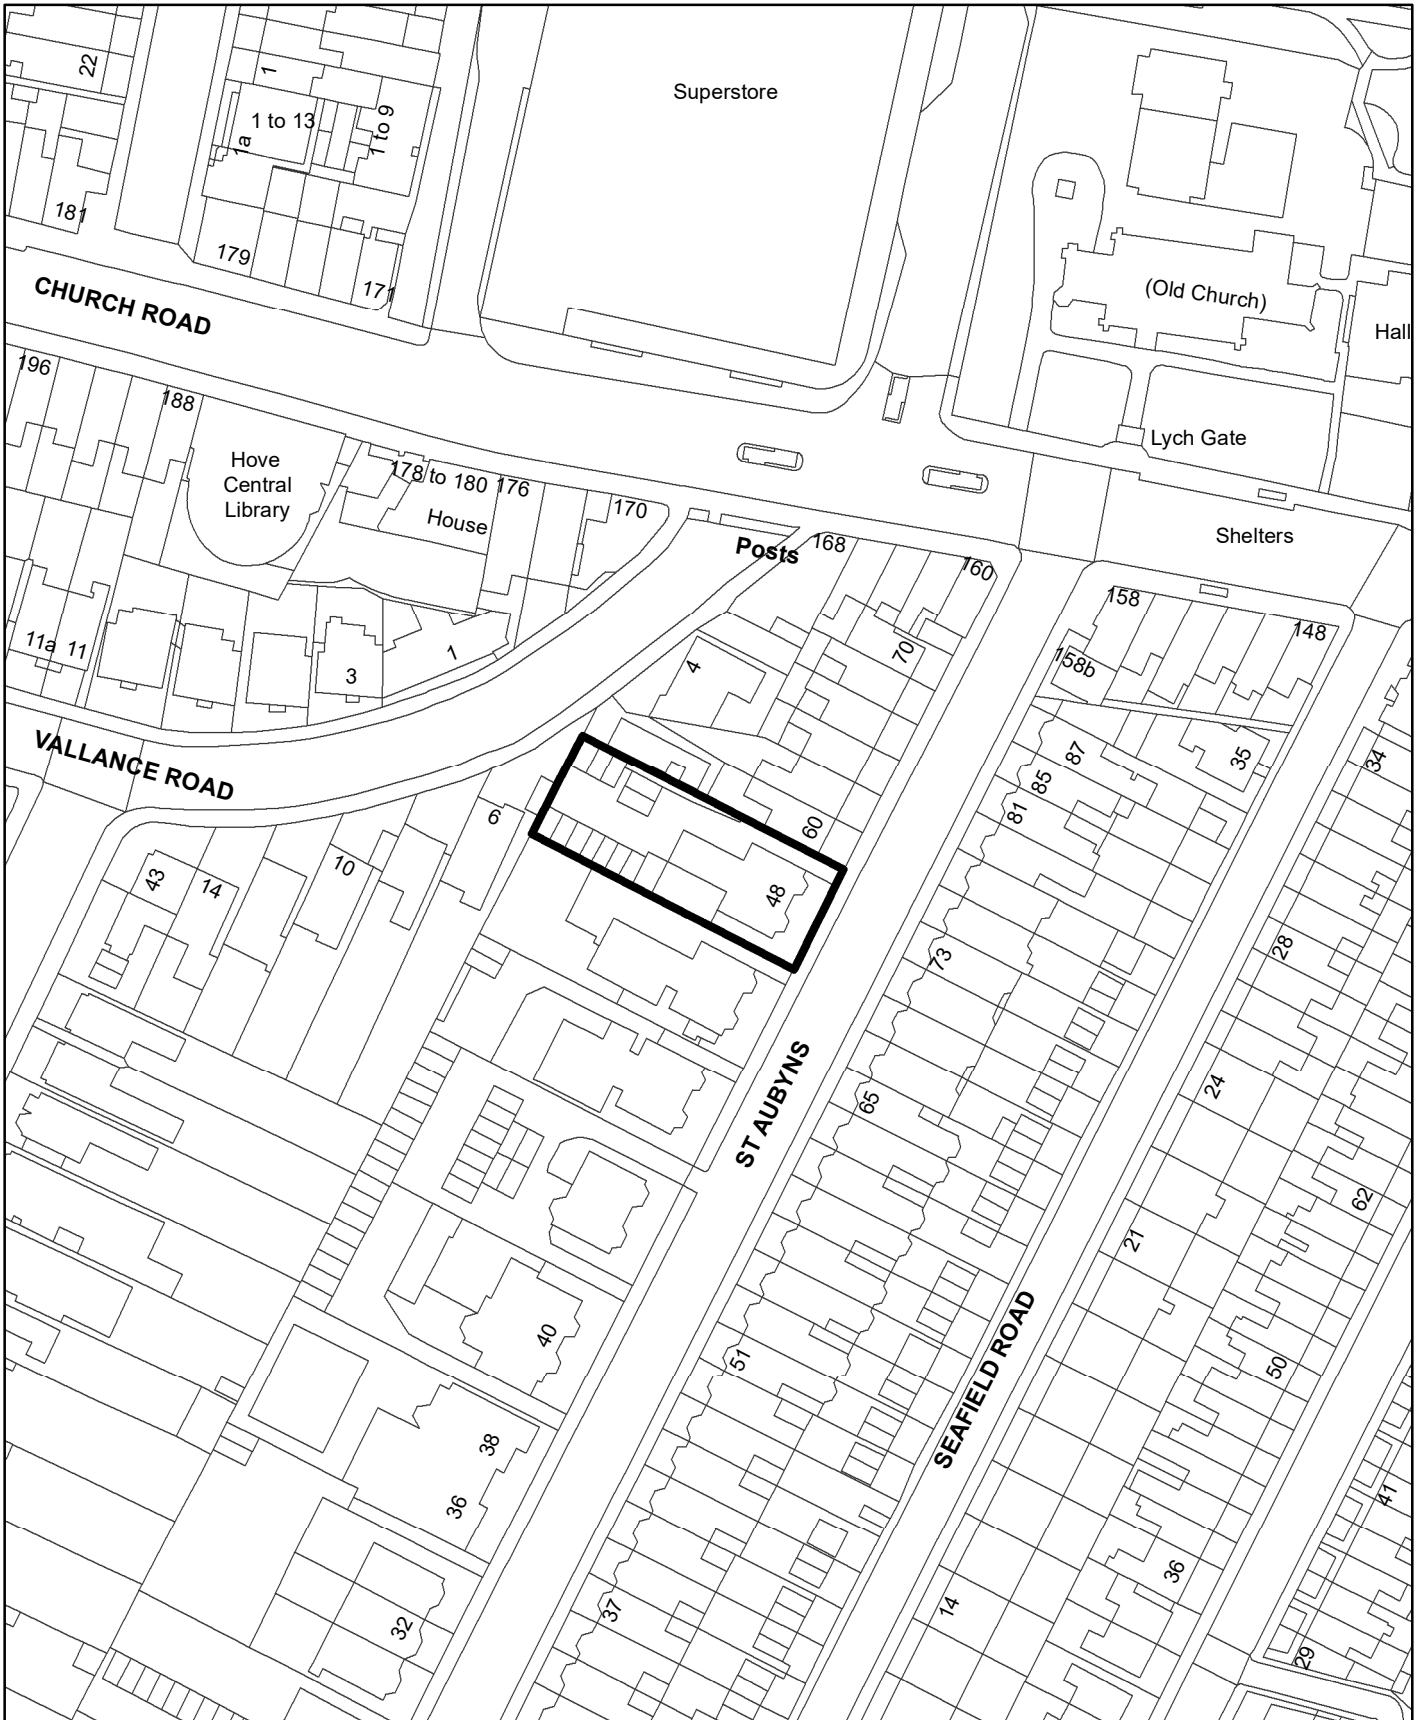 22
1
1 to 13
1a
1 to 9
Superstore
181
179
171
CHURCH ROAD
(Old Church)
Hall
196
188
Hove
Central
Library
178 to 180
176
House
170
Lych Gate
Posts
168
160
Shelters
158
148
158b
70
11a
11
3
1
4
VALLANCE ROAD
87
85
81
35
34
6
60
48
43
14
10
73
28
ST AUBYNS
65
24
62
21
40
51
SEAFIELD ROAD
50
38
36
41
32
37
14
36
29